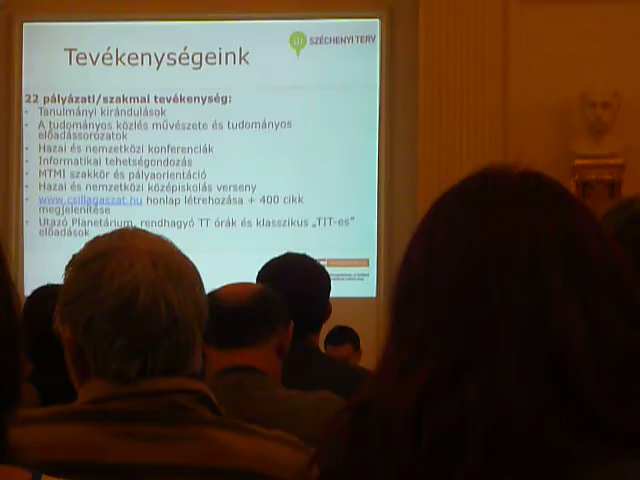 Tevékenységeink
SZÉCHENYI TERV
22 pályázati/szakmai tevékenység:
- Tanulmányi kirándulások
- A tudományos közlés művészete és tudományos
előadássorozatok
- Hazai és nemzetközi konferenciák
- Informatikai tehetséggondozás
- MTMI szakkör és pályaorientáció
- Hazai és nemzetközi középiskolás verseny
- www.csillagaszat.hu honlap létrehozása + 400 cikk
megjelenítése
- Utazó Planetárium, rendhagyó TT órák és klasszikus „TIT-es"
előadások